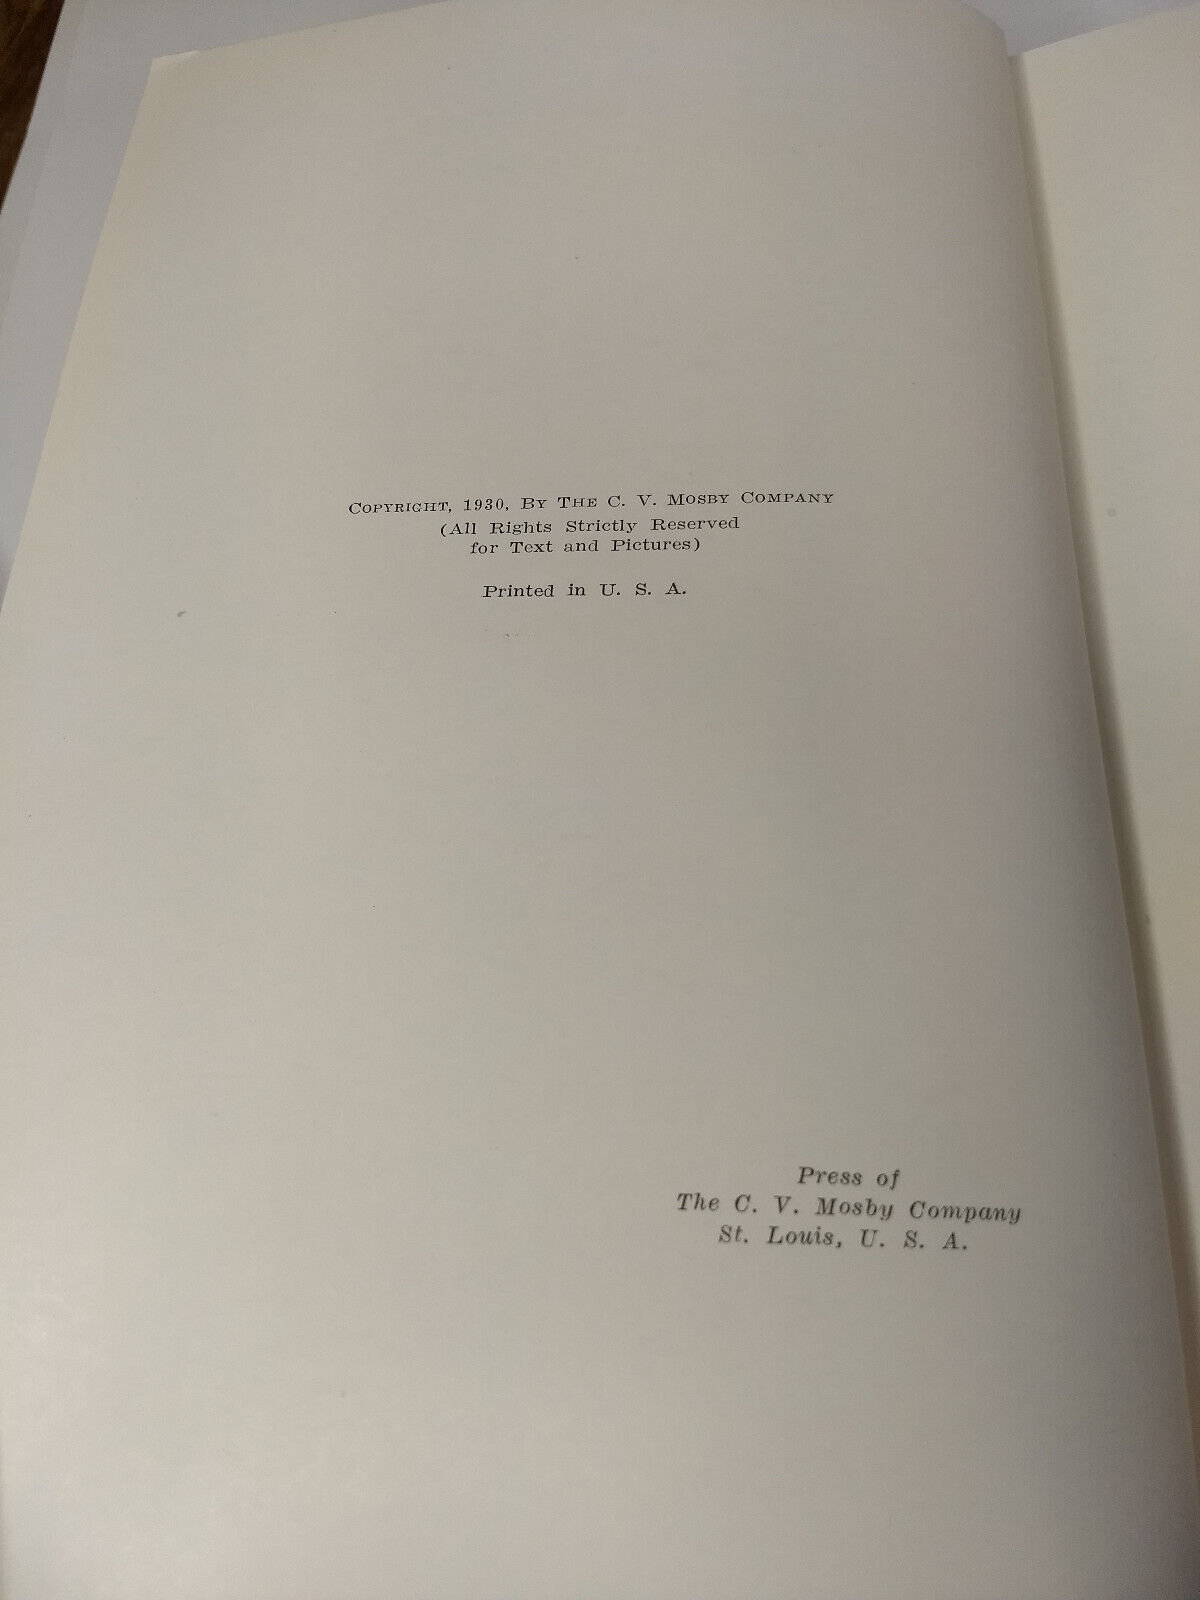 COPYRIGHT, 1930, BY THE C. V. MOSBY COMPANY
(All Rights Strictly Reserved
for Text and Pictures)
Printed in U. S. A.
Press of
The C. V. Mosby Company
St. Louis, U. S. A.